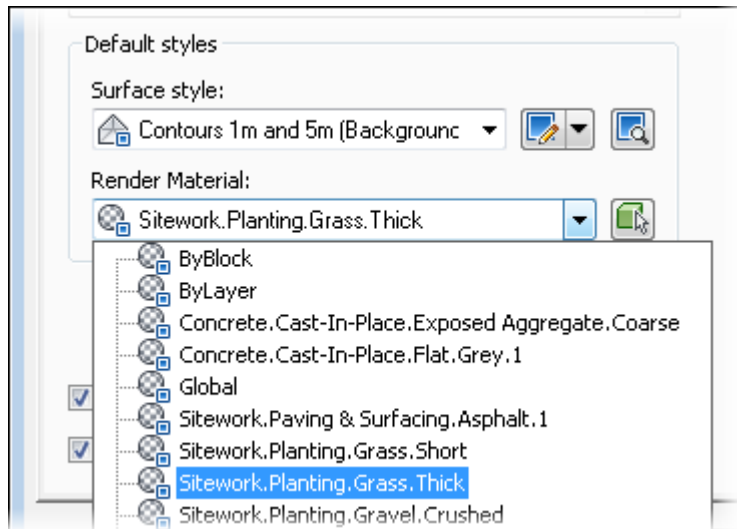 Default styles
Surface style:
Contours 1m and 5m (Backgrounc
Render Material:
Sitework.Planting.Grass.Thick
ByBlock
ByLayer
Concrete.Cast-In-Place.Exposed Aggregate.Coarse
Concrete.Cast-In-Place.Flat.Grey.1
Global
Sitework.Paving & Surfacing.Asphalt.1
Sitework.Planting.Grass.Short
Sitework.Planting.Grass.Thick
Sitework.Planting.Gravel.Crushed